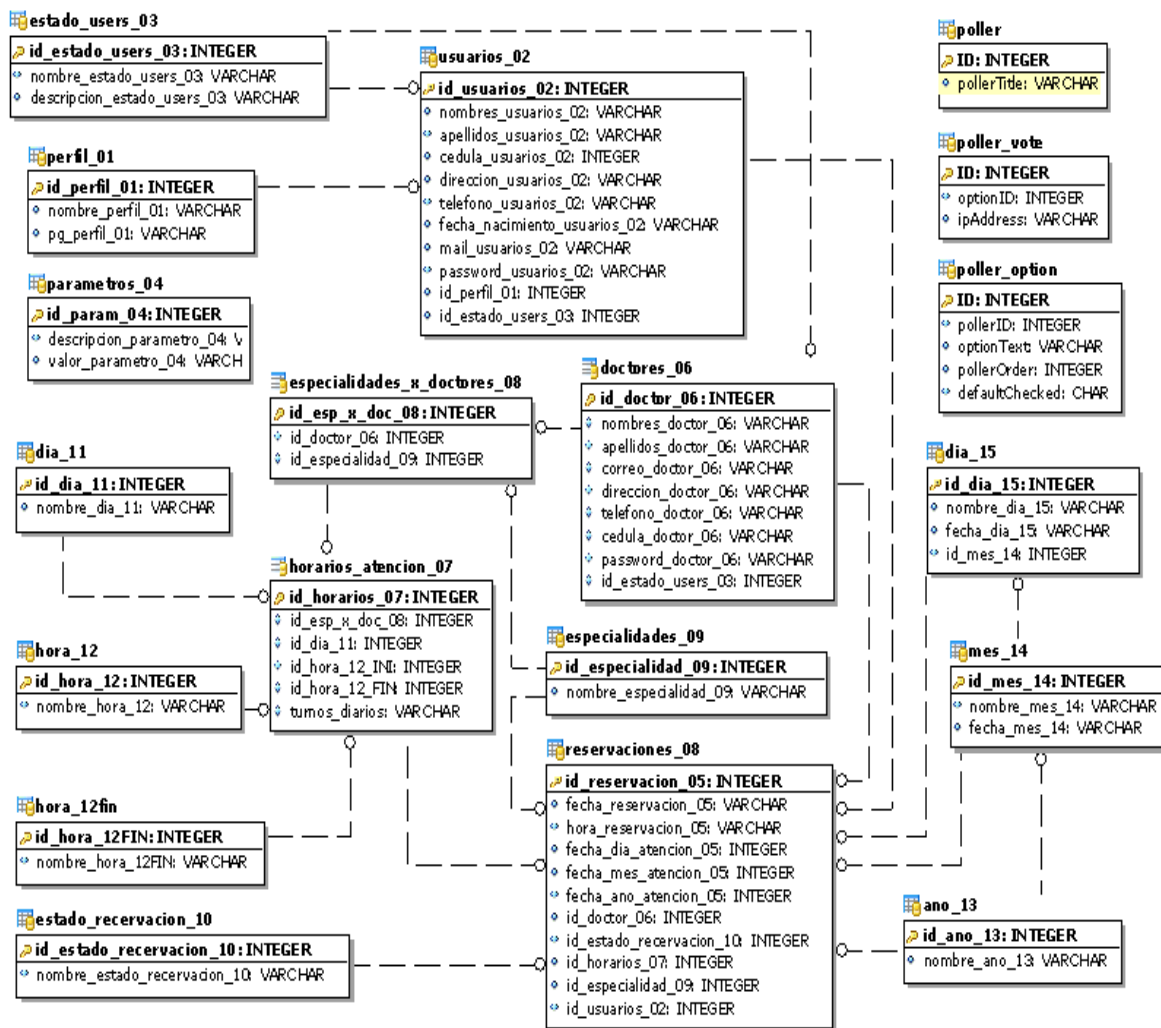 estado_users_03
id_estado_users_03: INTEGER
nombre_estado_users_03: VARCHAR
descripcion_estado_users_03: VARCHAR
usuarios_02
id_usuarios_02: INTEGER
nombres_usuarios_02: VARCHAR
apellidos_usuarios_02: VARCHAR
cedula_usuarios_02: INTEGER
direccion_usuarios_02: VARCHAR
telefono_usuarios_02: VARCHAR
fecha_nacimiento_usuarios_02: VARCHAR
mail_usuarios_02: VARCHAR
password_usuarios_02: VARCHAR
id_perfil_01: INTEGER
id_estado_users_03: INTEGER
poller
ID: INTEGER
pollerTitle: VARCHAR
perfil_01
id_perfil_01: INTEGER
nombre_perfil_01: VARCHAR
pg_perfil_01: VARCHAR
poller_vote
ID: INTEGER
optionID: INTEGER
ipAddress: VARCHAR
parametros_04
id_param_04: INTEGER
descripcion_parametro_04: V
valor_parametro_04: VARCH
poller_option
ID: INTEGER
pollerID: INTEGER
optionText: VARCHAR
pollerOrder: INTEGER
defaultChecked: CHAR
especialidades_x_doctores_08
id_esp_x_doc_08: INTEGER
id_doctor_06: INTEGER
id_especialidad_09: INTEGER
doctores_06
id_doctor_06: INTEGER
nombres_doctor_06: VARCHAR
apellidos_doctor_06: VARCHAR
correo_doctor_06: VARCHAR
direccion_doctor_06: VARCHAR
telefono_doctor_06: VARCHAR
cedula_doctor_06: VARCHAR
password_doctor_06: VARCHAR
id_estado_users_03: INTEGER
dia_11
id_dia_11: INTEGER
nombre_dia_11: VARCHAR
dia_15
id_dia_15: INTEGER
nombre_dia_15: VARCHAR
fecha_dia_15: VARCHAR
id_mes_14: INTEGER
horarios_atencion_07
id_horarios_07: INTEGER
id_esp_x_doc_08: INTEGER
id_dia_11: INTEGER
id_hora_12_INI: INTEGER
id_hora_12_FIN: INTEGER
turnos_diarios: VARCHAR
hora_12
id_hora_12: INTEGER
nombre_hora_12: VARCHAR
especialidades_09
id_especialidad_09: INTEGER
nombre_especialidad_09: VARCHAR
mes_14
id_mes_14: INTEGER
nombre_mes_14: VARCHAR
fecha_mes_14: VARCHAR
reservaciones_08
id_reservacion_05: INTEGER
fecha_reservacion_05: VARCHAR
hora_reservacion_05: VARCHAR
fecha_dia_atencion_05: INTEGER
fecha_mes_atencion_05: INTEGER
fecha_ano_atencion_05: INTEGER
id_doctor_06: INTEGER
id_estado_recervacion_10: INTEGER
id_horarios_07: INTEGER
id_especialidad_09: INTEGER
id_usuarios_02: INTEGER
hora_12fin
id_hora_12FIN: INTEGER
nombre_hora_12FIN: VARCHAR
estado_recervacion_10
id_estado_recervacion_10: INTEGER
nombre_estado_recervacion_10: VARCHAR
ano_13
id_ano_13: INTEGER
nombre_ano_13: VARCHAR